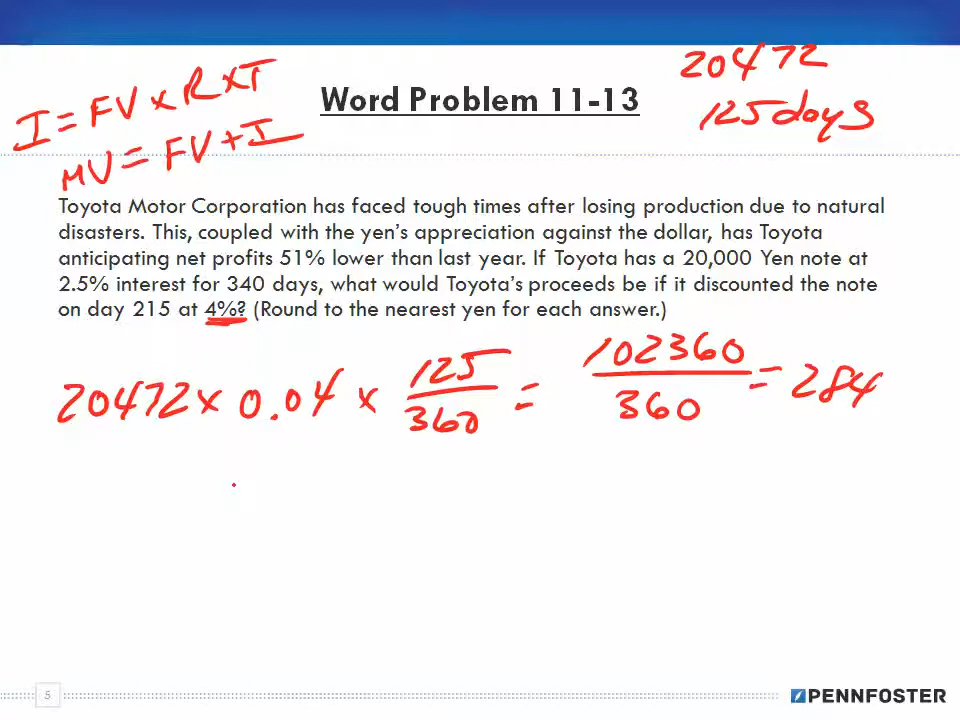 I = FV × R × T
MV = FV + I
Word Problem 11-13
20472
125 days
Toyota Motor Corporation has faced tough times after losing production due to natural
disasters. This, coupled with the yen's appreciation against the dollar, has Toyota
anticipating net profits 51% lower than last year. If Toyota has a 20,000 Yen note at
2.5% interest for 340 days, what would Toyota's proceeds be if it discounted the note
on day 215 at 4%? (Round to the nearest yen for each answer.)
20472 × 0.04 × 125/360 = 102360/360 = 284
5
PENNFOSTER